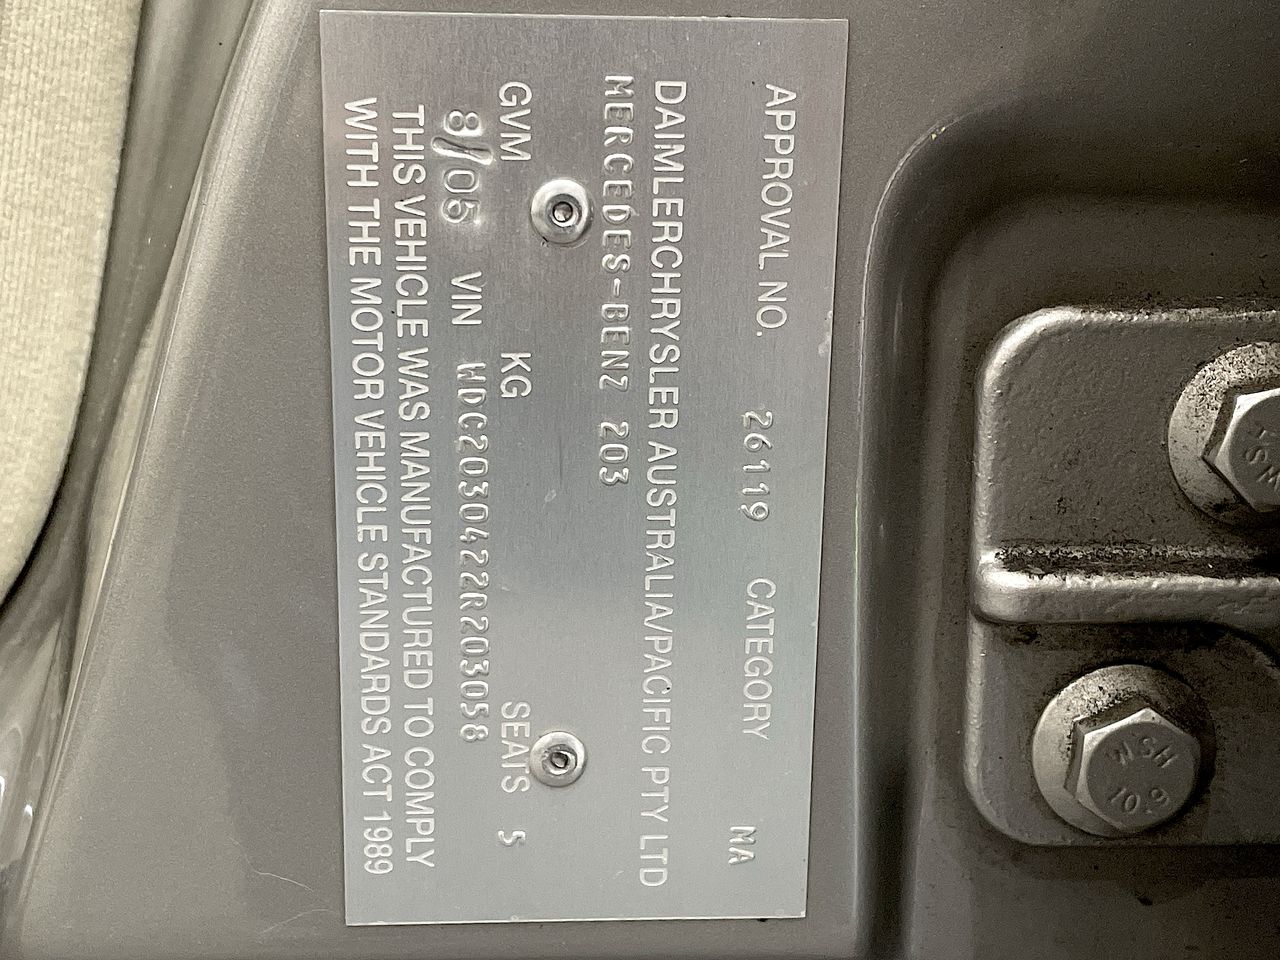 APPROVAL NO. 26119 CATEGORY MA
DAIMLERCHRYSLER AUSTRALIA/PACIFIC PTY LTD
MERCEDES-BENZ 203
GVM KG SEATS 5
8/05 VIN WDC2030422R203058
THIS VEHICLE WAS MANUFACTURED TO COMPLY
WITH THE MOTOR VEHICLE STANDARDS ACT 1989
WSH
10.9